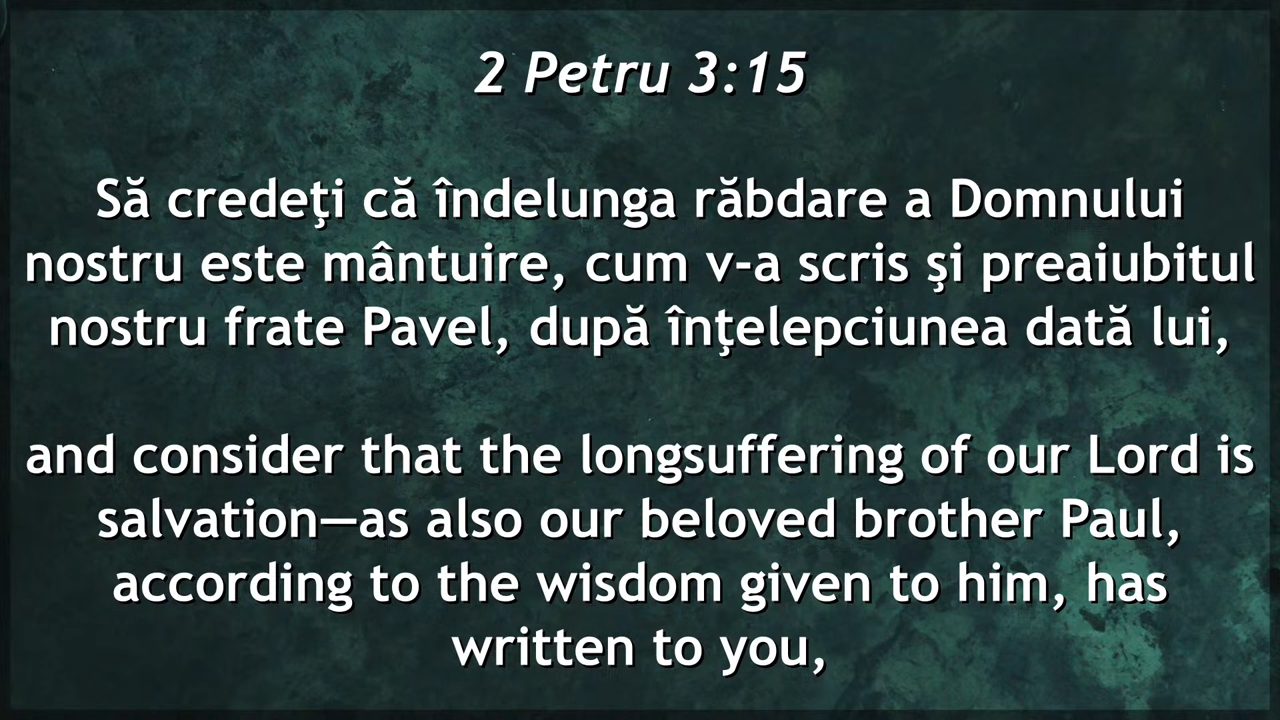 2 Petru 3:15
Să credeţi că îndelunga răbdare a Domnului
nostru este mântuire, cum v-a scris şi preaiubitul
nostru frate Pavel, după înţelepciunea dată lui,
and consider that the longsuffering of our Lord is
salvation—as also our beloved brother Paul,
according to the wisdom given to him, has
written to you,